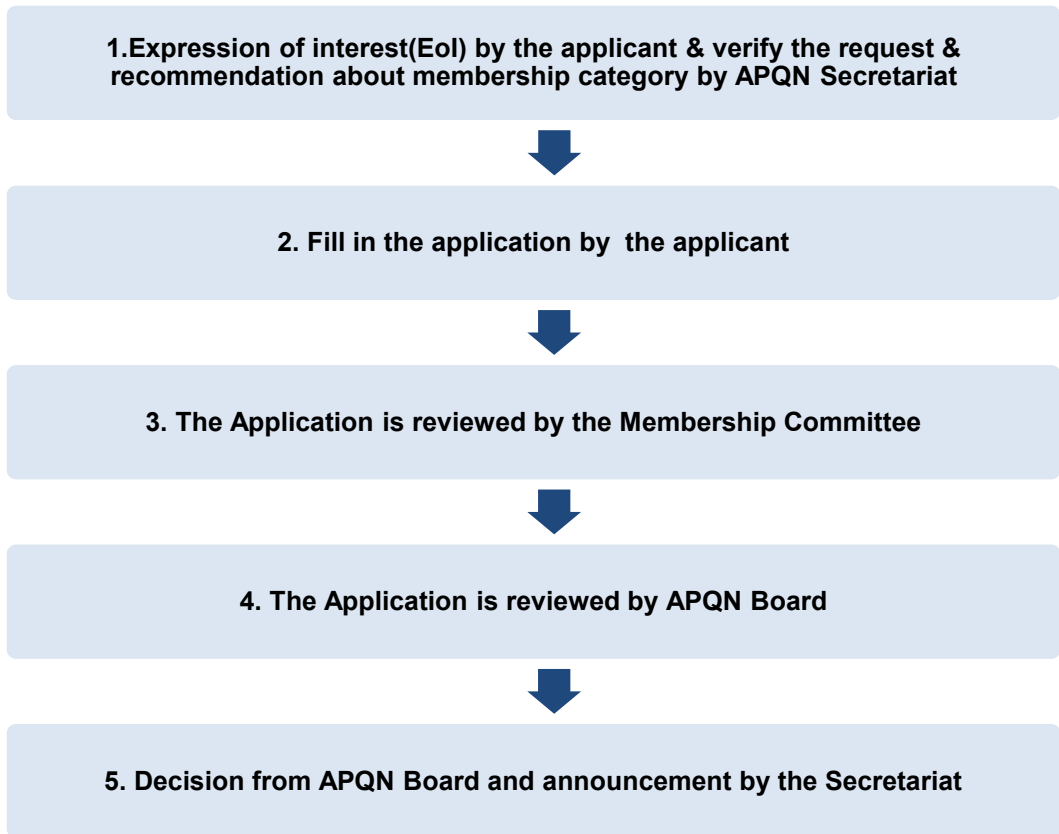 1.Expression of interest(EoI) by the applicant & verify the request &
recommendation about membership category by APQN Secretariat
2. Fill in the application by  the applicant
3. The Application is reviewed by the Membership Committee
4. The Application is reviewed by APQN Board
5. Decision from APQN Board and announcement by the Secretariat